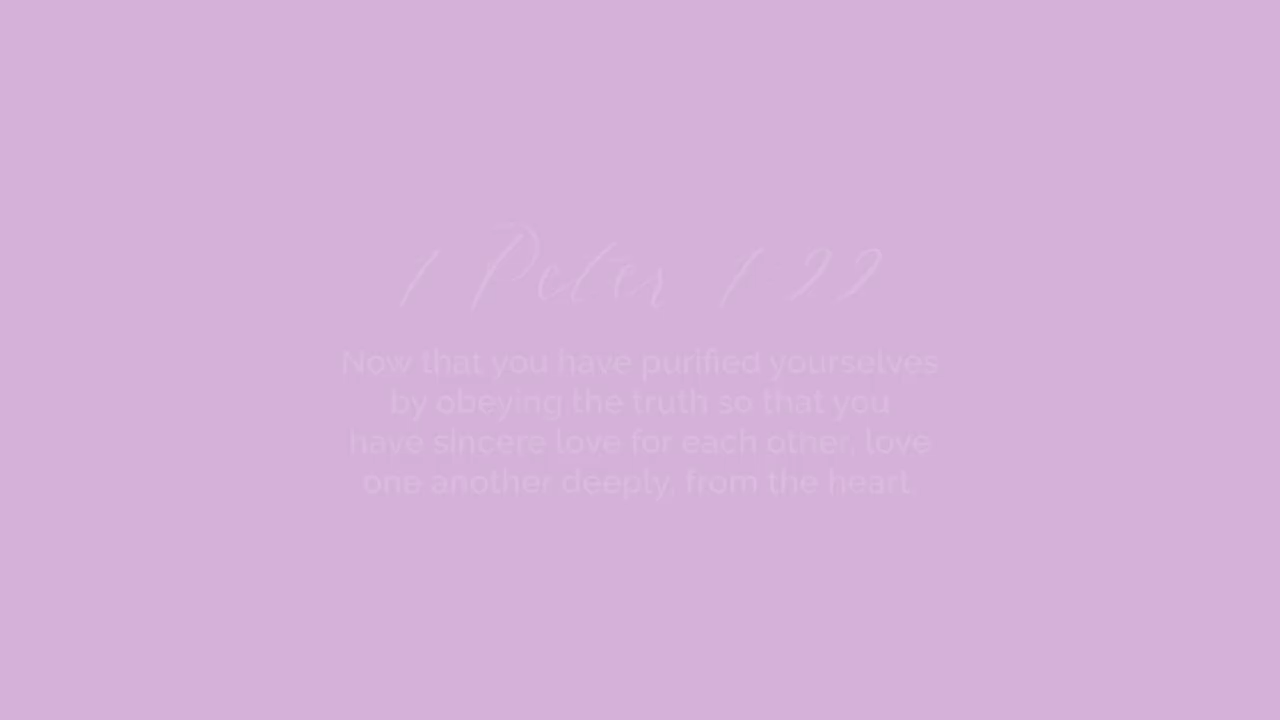 1 Peter 1 22
Now that you have purified yourselves
by obeying the truth so that you
have sincere love for each other, love
one another deeply, from the heart.